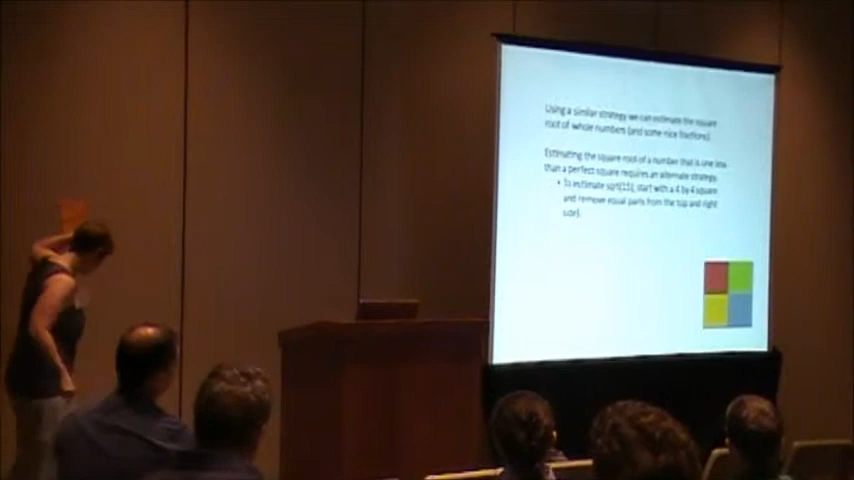 Using a similar strategy we can estimate the square
root of whole numbers (and some nice fractions).
Estimating the square root of a number that is one less
than a perfect square requires an alternate strategy.
• To estimate sqrt(15), start with a 4 by 4 square
and remove equal parts from the top and right
side).